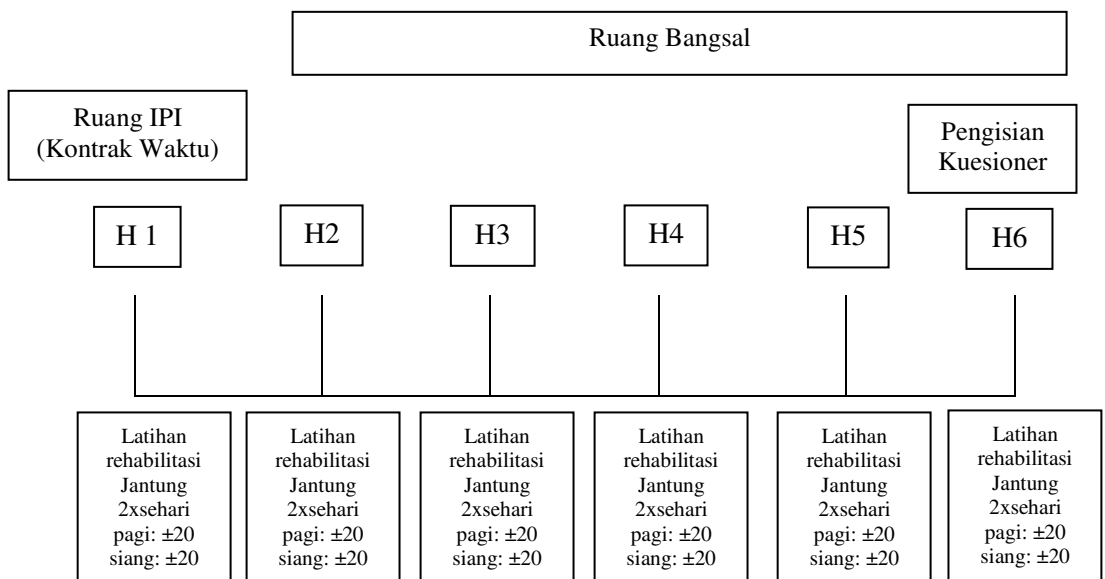 Ruang Bangsal
Ruang IPI
(Kontrak Waktu)
Pengisian
Kuesioner
H 1
H2
H3
H4
H5
H6
Latihan
rehabilitasi
Jantung
2xsehari
pagi: ±20
siang: ±20
Latihan
rehabilitasi
Jantung
2xsehari
pagi: ±20
siang: ±20
Latihan
rehabilitasi
Jantung
2xsehari
pagi: ±20
siang: ±20
Latihan
rehabilitasi
Jantung
2xsehari
pagi: ±20
siang: ±20
Latihan
rehabilitasi
Jantung
2xsehari
pagi: ±20
siang: ±20
Latihan
rehabilitasi
Jantung
2xsehari
pagi: ±20
siang: ±20